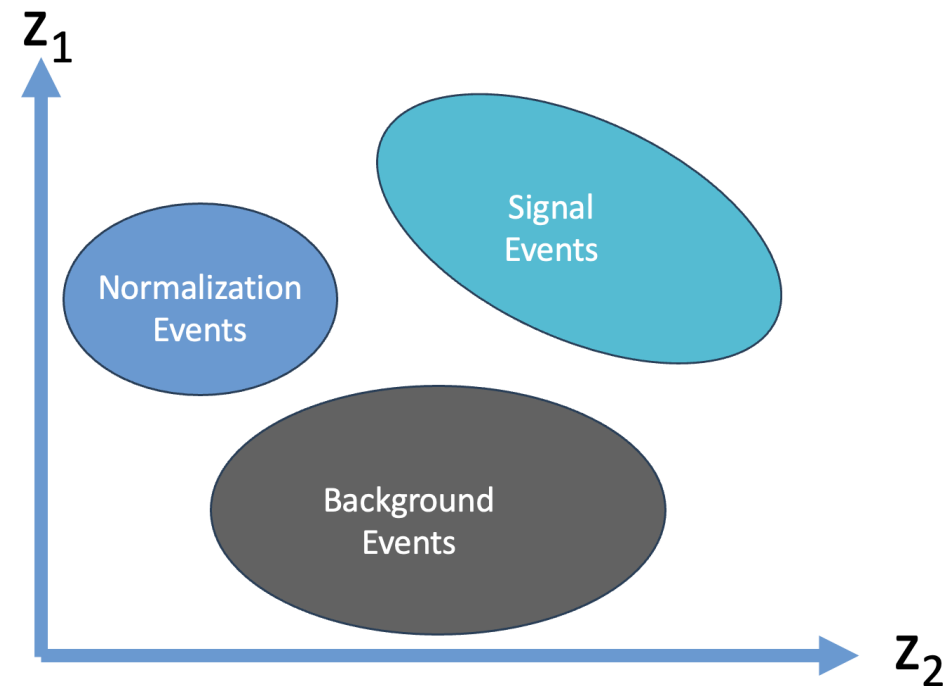 z1
Signal
Events
Normalization
Events
Background
Events
z2